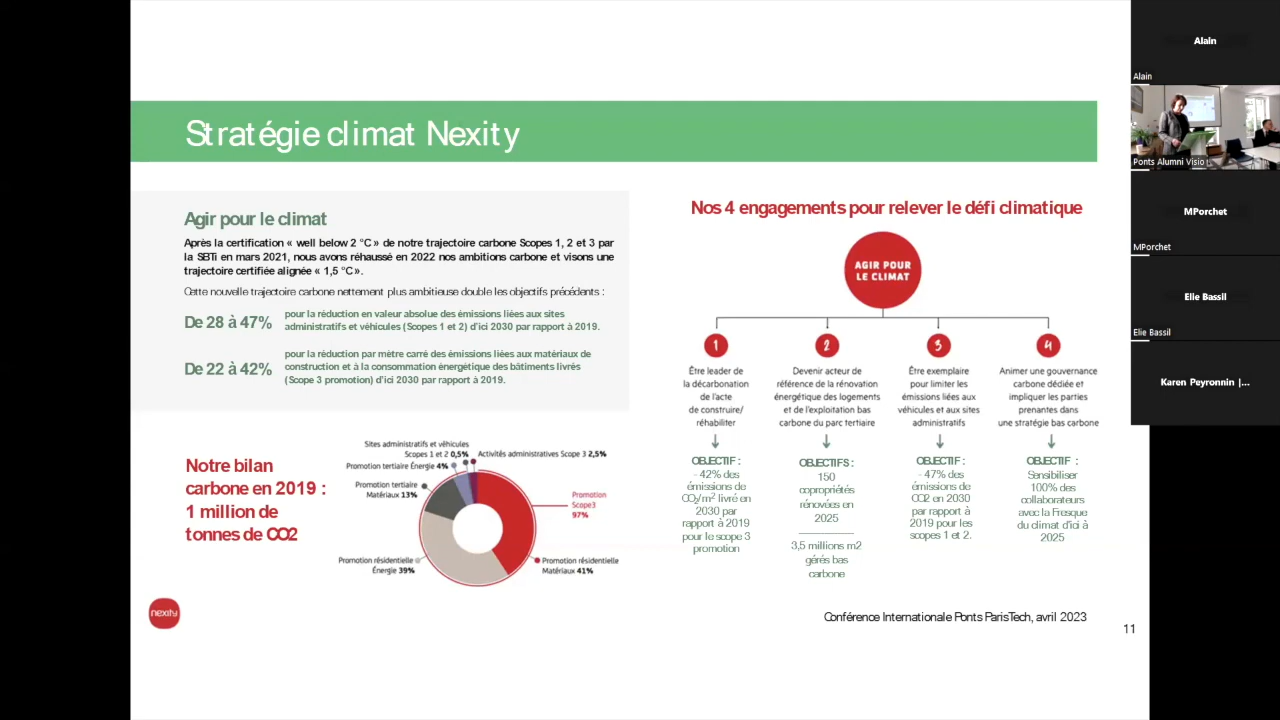 Stratégie climat Nexity
Agir pour le climat
Après la certification « well below 2 °C » de notre trajectoire carbone Scopes 1, 2 et 3 par
la SBTi en mars 2021, nous avons réhaussé en 2022 nos ambitions carbone et visons une
trajectoire certifiée alignée « 1,5 °C ».
Cette nouvelle trajectoire carbone nettement plus ambitieuse double les objectifs précédents :
De 28 à 47%
pour la réduction en valeur absolue des émissions liées aux sites
administratifs et véhicules (Scopes 1 et 2) d'ici 2030 par rapport à 2019.
De 22 à 42%
pour la réduction par mètre carré des émissions liées aux matériaux de
construction et à la consommation énergétique des bâtiments livrés
(Scope 3 promotion) d'ici 2030 par rapport à 2019.
Notre bilan
carbone en 2019 :
1 million de
tonnes de CO2
Sites administratifs et véhicules
Scopes 1 et 2 0,5%
Activités administratives Scope 3 2,5%
Promotion tertiaire Énergie 4%
Promotion tertiaire
Matériaux 13%
Promotion
Scope3
97%
Promotion résidentielle
Énergie 39%
Promotion résidentielle
Matériaux 41%
nexity
Nos 4 engagements pour relever le défi climatique
AGIR POUR
LE CLIMAT
1
Être leader de
la décarbonation
de l'acte
de construire/
réhabiliter
OBJECTIF :
- 42% des
émissions de
CO₂/m² livré en
2030 par
rapport à 2019
pour le scope 3
promotion
2
Devenir acteur de
référence de la rénovation
énergétique des logements
et de l'exploitation bas
carbone du parc tertiaire
OBJECTIFS :
150
copropriétés
rénovées en
2025
3,5 millions m2
gérés bas
carbone
3
Être exemplaire
pour limiter les
émissions liées aux
véhicules et aux sites
administratifs
OBJECTIF :
- 47% des
émissions de
CO2 en 2030
par rapport à
2019 pour les
scopes 1 et 2.
4
Animer une gouvernance
carbone dédiée et
impliquer les parties
prenantes dans
une stratégie bas carbone
OBJECTIF :
Sensibiliser
100% des
collaborateurs
avec la Fresque
du climat d'ici à
2025
Conférence Internationale Ponts ParisTech, avril 2023
11
Alain
Alain
Ponts Alumni Visio
MPorchet
MPorchet
Elie Bassil
Elie Bassil
Karen Peyronnin |...